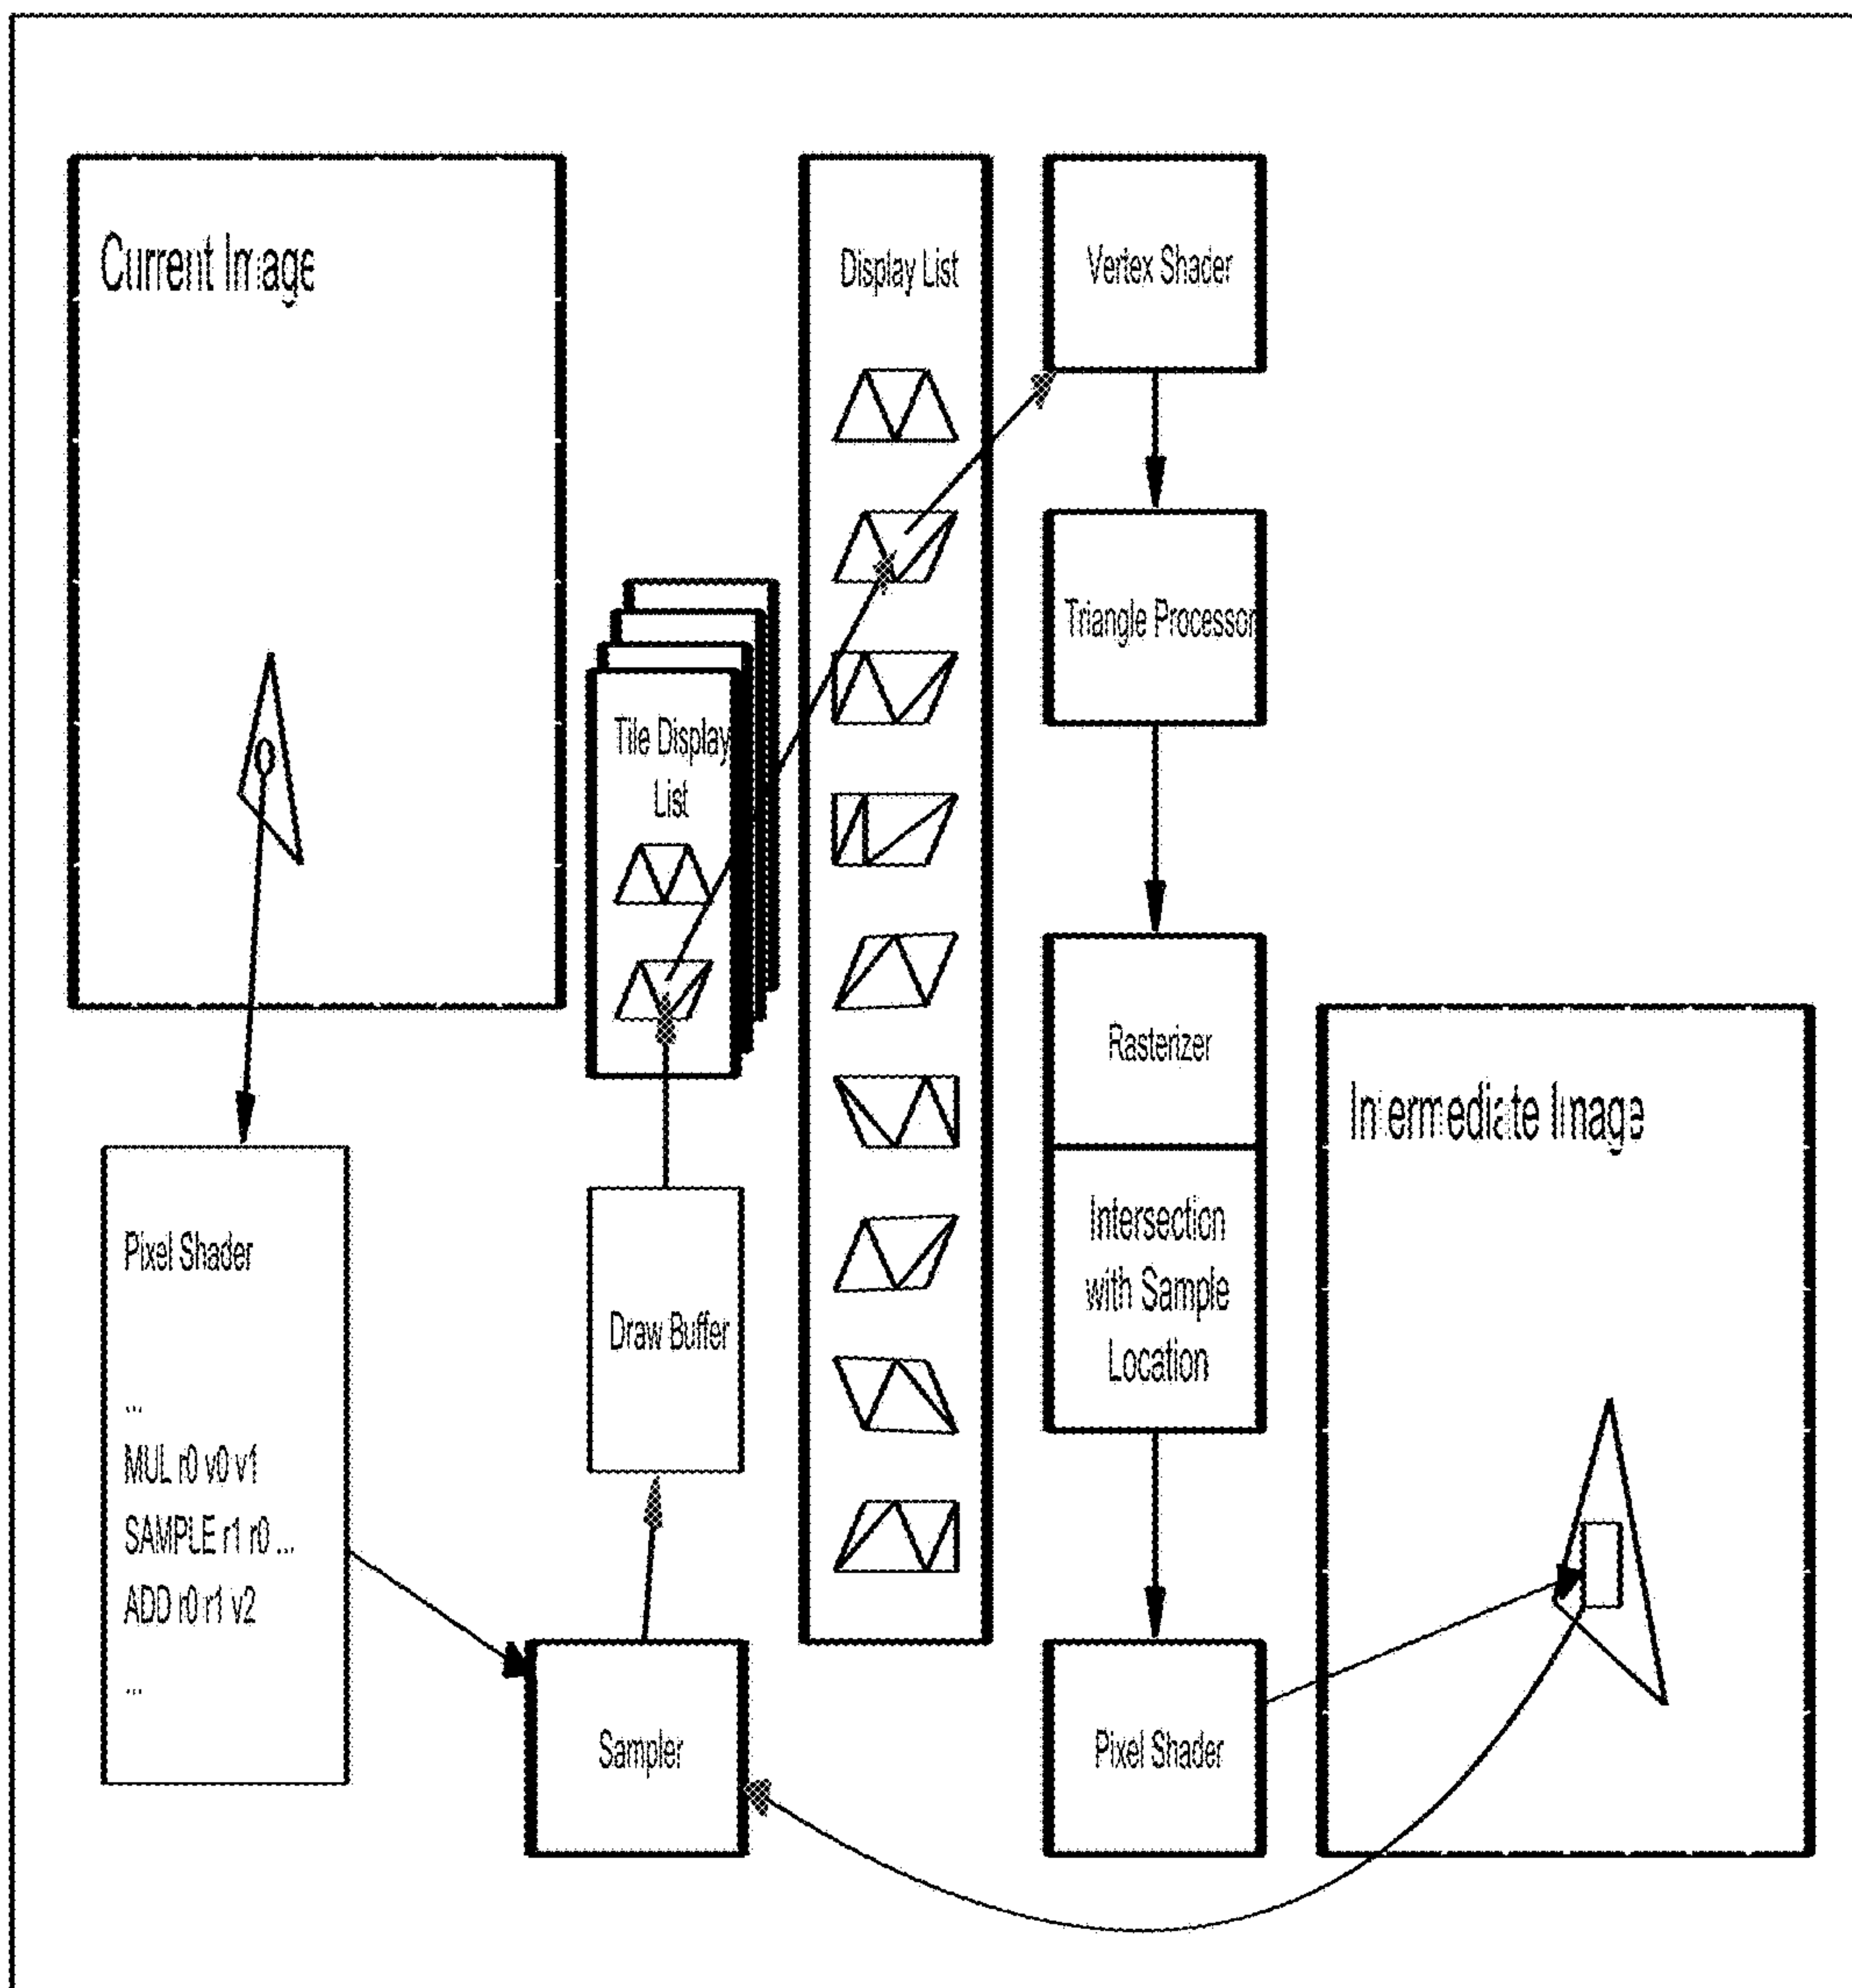 Current Image
Display List
Vertex Shader
Triangle Processor
Tile Display
List
Rasterizer
Intersection
with Sample
Location
Intermediate Image
Pixel Shader
...
MUL r0 v0 v1
SAMPLE r1 r0 ...
ADD r0 r1 v2
...
Draw Buffer
Sampler
Pixel Shader